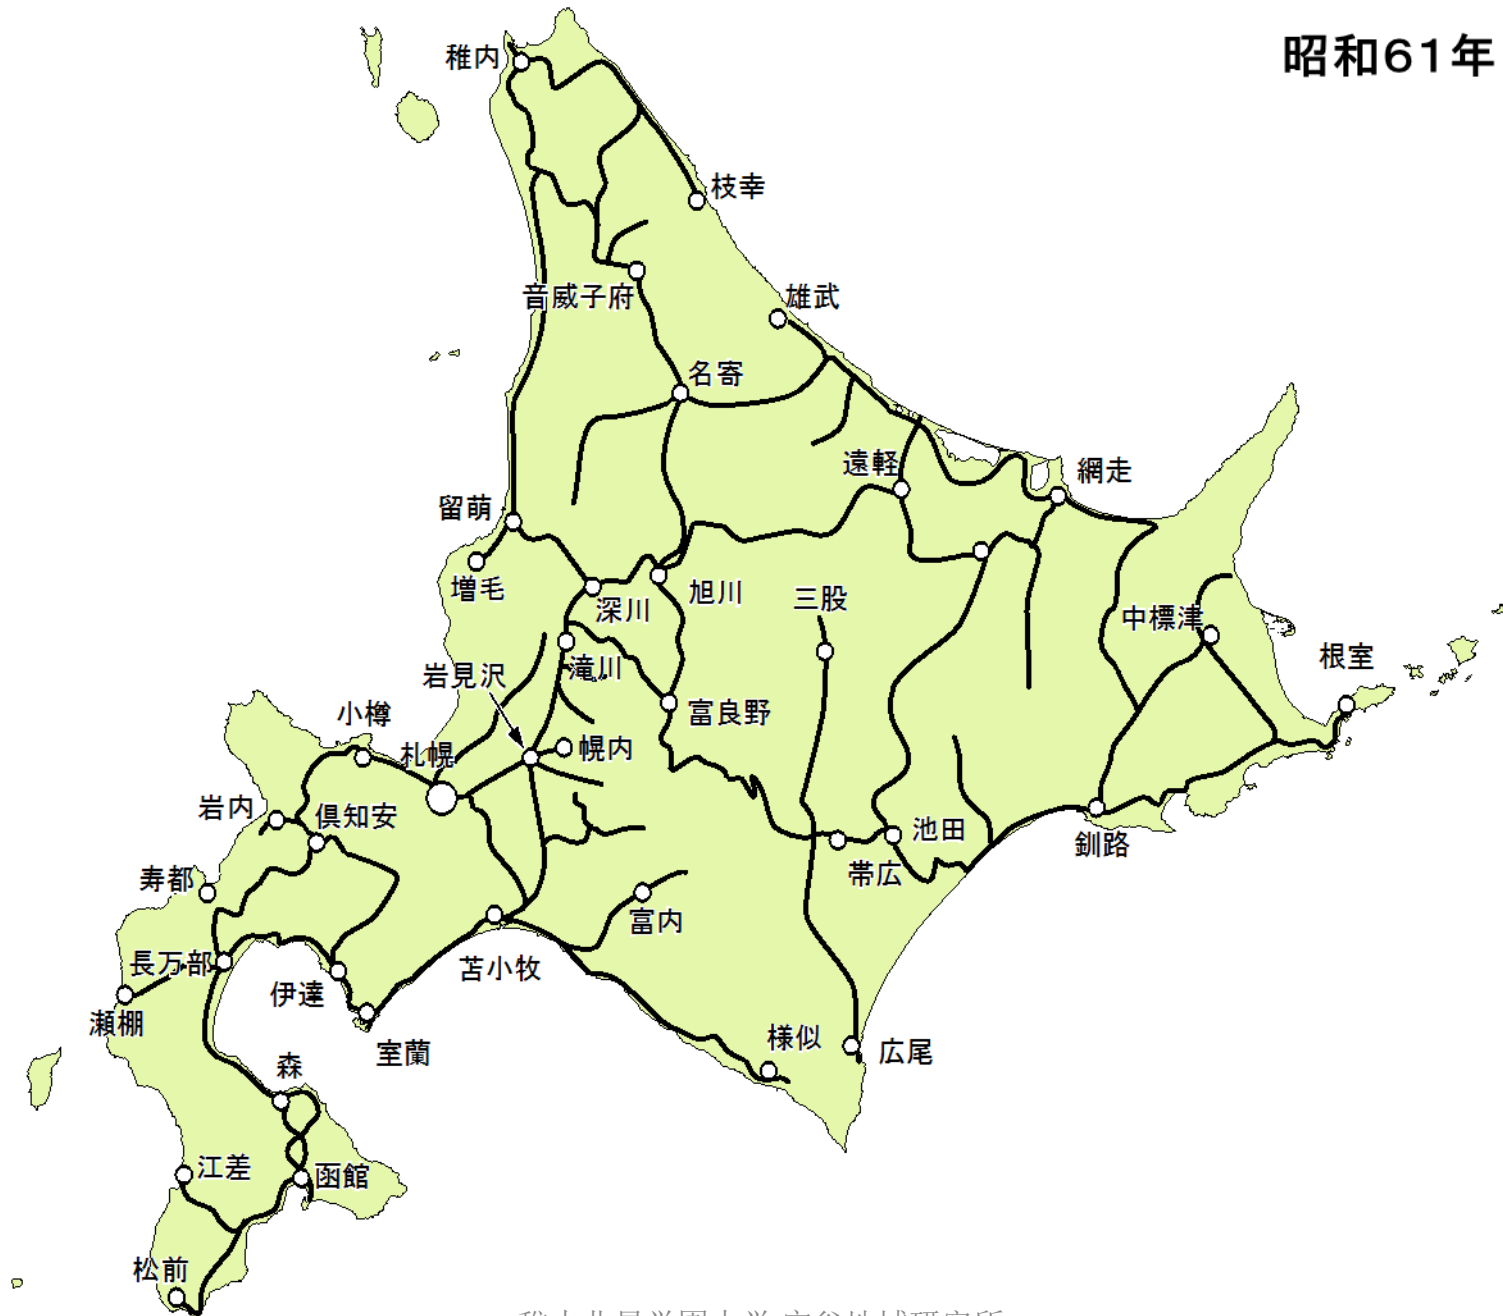 昭和61年
稚内
枝幸
音威子府
雄武
名寄
遠軽
網走
留萌
増毛
深川
旭川
三股
中標津
根室
滝川
岩見沢
富良野
小樽
札幌
幌内
岩内
倶知安
池田
釧路
帯広
寿都
富内
長万部
苫小牧
伊達
瀬棚
様似
広尾
室蘭
森
江差
函館
松前